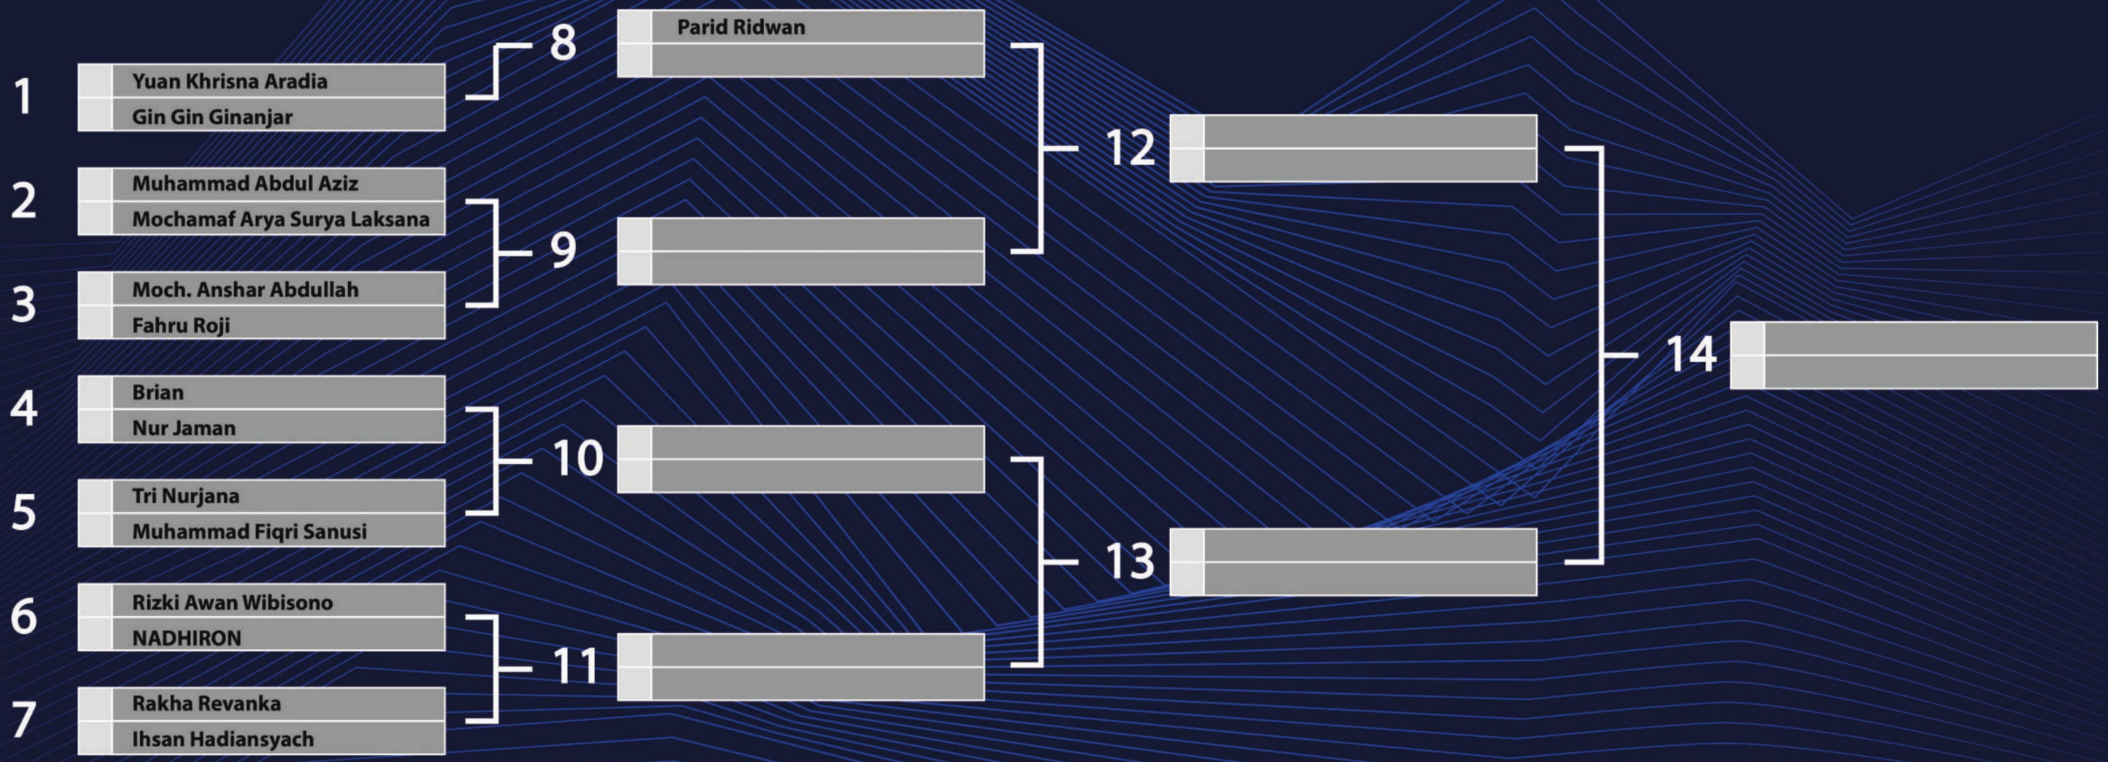 1
Yuan Khrisna Aradia
Gin Gin Ginanjar
2
Muhammad Abdul Aziz
Mochamaf Arya Surya Laksana
3
Moch. Anshar Abdullah
Fahru Roji
4
Brian
Nur Jaman
5
Tri Nurjana
Muhammad Fiqri Sanusi
6
Rizki Awan Wibisono
NADHIRON
7
Rakha Revanka
Ihsan Hadiansyach
8
Parid Ridwan
9
10
11
12
13
14